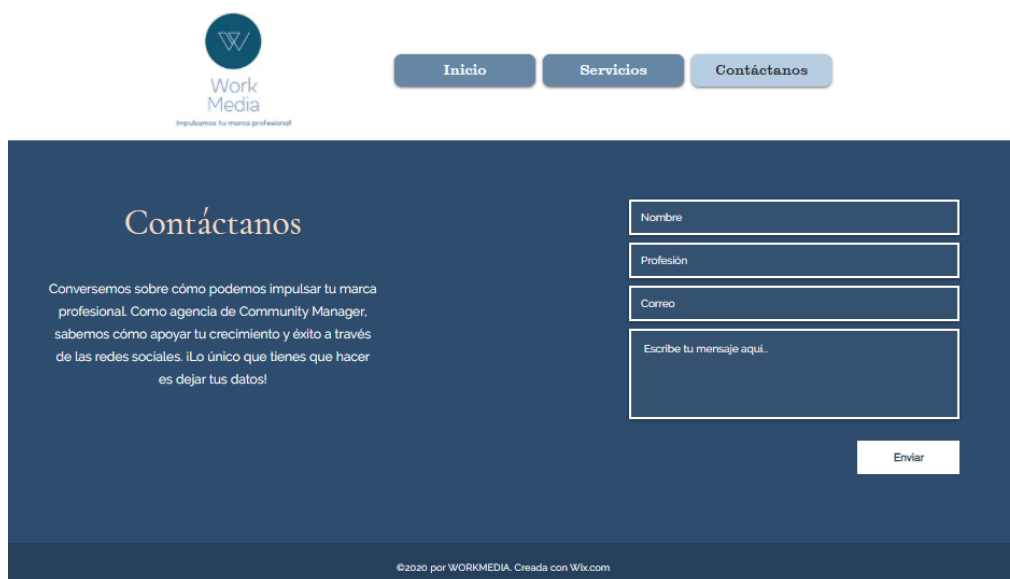 W
Work
Media
Impulsamos tu marca profesional!
Inicio
Servicios
Contáctanos
Contáctanos
Conversemos sobre cómo podemos impulsar tu marca
profesional. Como agencia de Community Manager,
sabemos cómo apoyar tu crecimiento y éxito a través
de las redes sociales. ¡Lo único que tienes que hacer
es dejar tus datos!
Nombre
Profesión
Correo
Escribe tu mensaje aquí...
Enviar
©2020 por WORKMEDIA. Creada con Wix.com